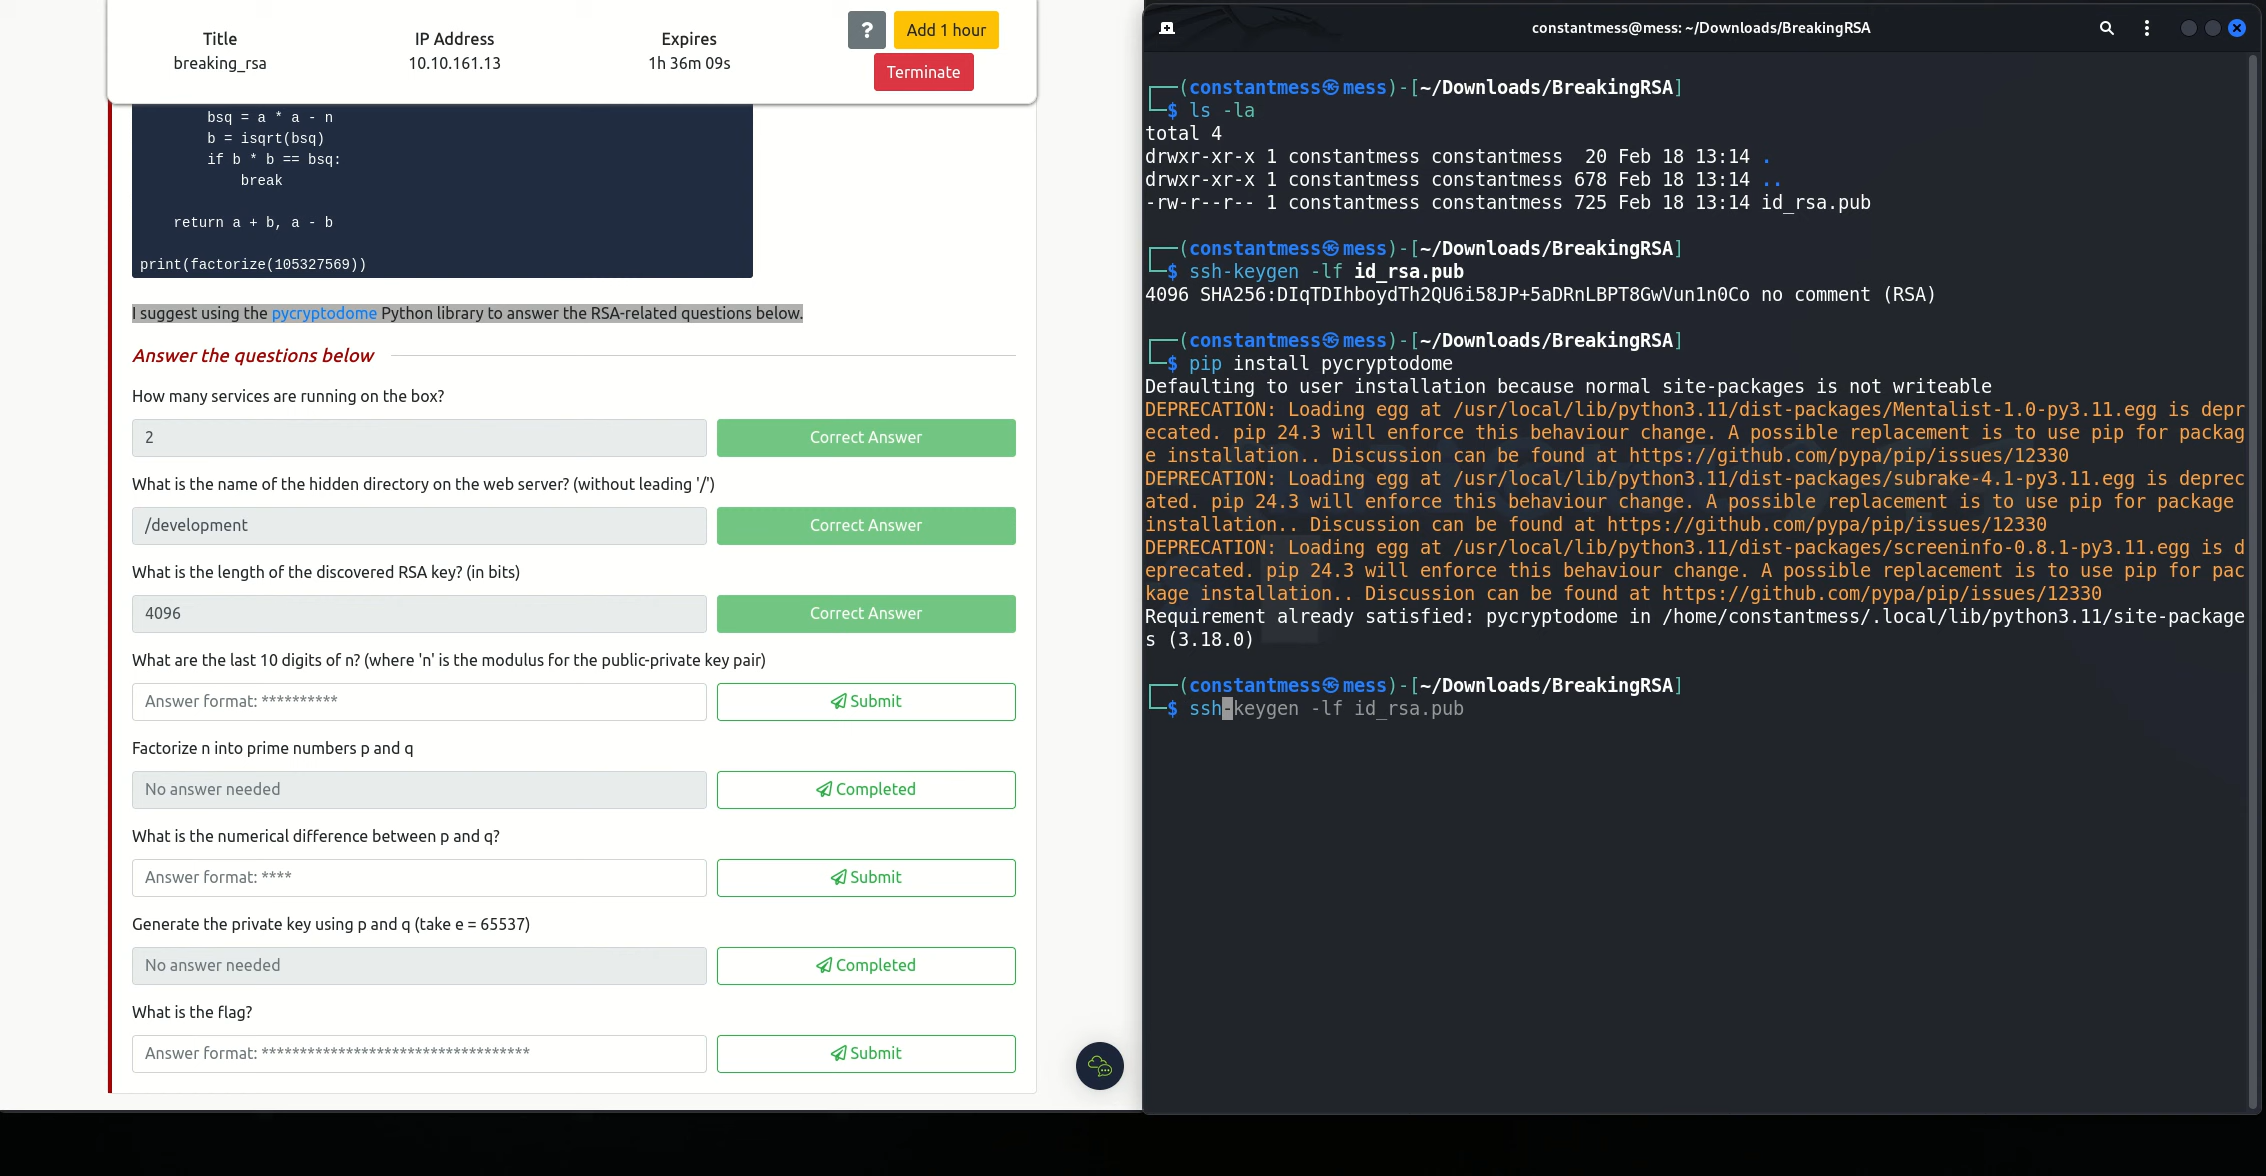 Title
breaking_rsa
IP Address
10.10.161.13
Expires
1h 36m 09s
?
Add 1 hour
Terminate
bsq = a * a - n
b = isqrt(bsq)
if b * b == bsq:
break
return a + b, a - b
print(factorize(105327569))
I suggest using the pycryptodome Python library to answer the RSA-related questions below.
Answer the questions below
How many services are running on the box?
2
Correct Answer
What is the name of the hidden directory on the web server? (without leading '/')
/development
Correct Answer
What is the length of the discovered RSA key? (in bits)
4096
Correct Answer
What are the last 10 digits of n? (where 'n' is the modulus for the public-private key pair)
Answer format: **********
Submit
Factorize n into prime numbers p and q
No answer needed
Completed
What is the numerical difference between p and q?
Answer format: ****
Submit
Generate the private key using p and q (take e = 65537)
No answer needed
Completed
What is the flag?
Answer format: ***********************************
Submit
constantmess@mess: ~/Downloads/BreakingRSA
┌──(constantmess㉿mess)-[~/Downloads/BreakingRSA]
└─$ ls -la
total 4
drwxr-xr-x 1 constantmess constantmess  20 Feb 18 13:14 .
drwxr-xr-x 1 constantmess constantmess 678 Feb 18 13:14 ..
-rw-r--r-- 1 constantmess constantmess 725 Feb 18 13:14 id_rsa.pub
┌──(constantmess㉿mess)-[~/Downloads/BreakingRSA]
└─$ ssh-keygen -lf id_rsa.pub
4096 SHA256:DIqTDIhboydTh2QU6i58JP+5aDRnLBPT8GwVun1n0Co no comment (RSA)
┌──(constantmess㉿mess)-[~/Downloads/BreakingRSA]
└─$ pip install pycryptodome
Defaulting to user installation because normal site-packages is not writeable
DEPRECATION: Loading egg at /usr/local/lib/python3.11/dist-packages/Mentalist-1.0-py3.11.egg is depr
ecated. pip 24.3 will enforce this behaviour change. A possible replacement is to use pip for packag
e installation.. Discussion can be found at https://github.com/pypa/pip/issues/12330
DEPRECATION: Loading egg at /usr/local/lib/python3.11/dist-packages/subrake-4.1-py3.11.egg is deprec
ated. pip 24.3 will enforce this behaviour change. A possible replacement is to use pip for package
installation.. Discussion can be found at https://github.com/pypa/pip/issues/12330
DEPRECATION: Loading egg at /usr/local/lib/python3.11/dist-packages/screeninfo-0.8.1-py3.11.egg is d
eprecated. pip 24.3 will enforce this behaviour change. A possible replacement is to use pip for pac
kage installation.. Discussion can be found at https://github.com/pypa/pip/issues/12330
Requirement already satisfied: pycryptodome in /home/constantmess/.local/lib/python3.11/site-package
s (3.18.0)
┌──(constantmess㉿mess)-[~/Downloads/BreakingRSA]
└─$ ssh-keygen -lf id_rsa.pub